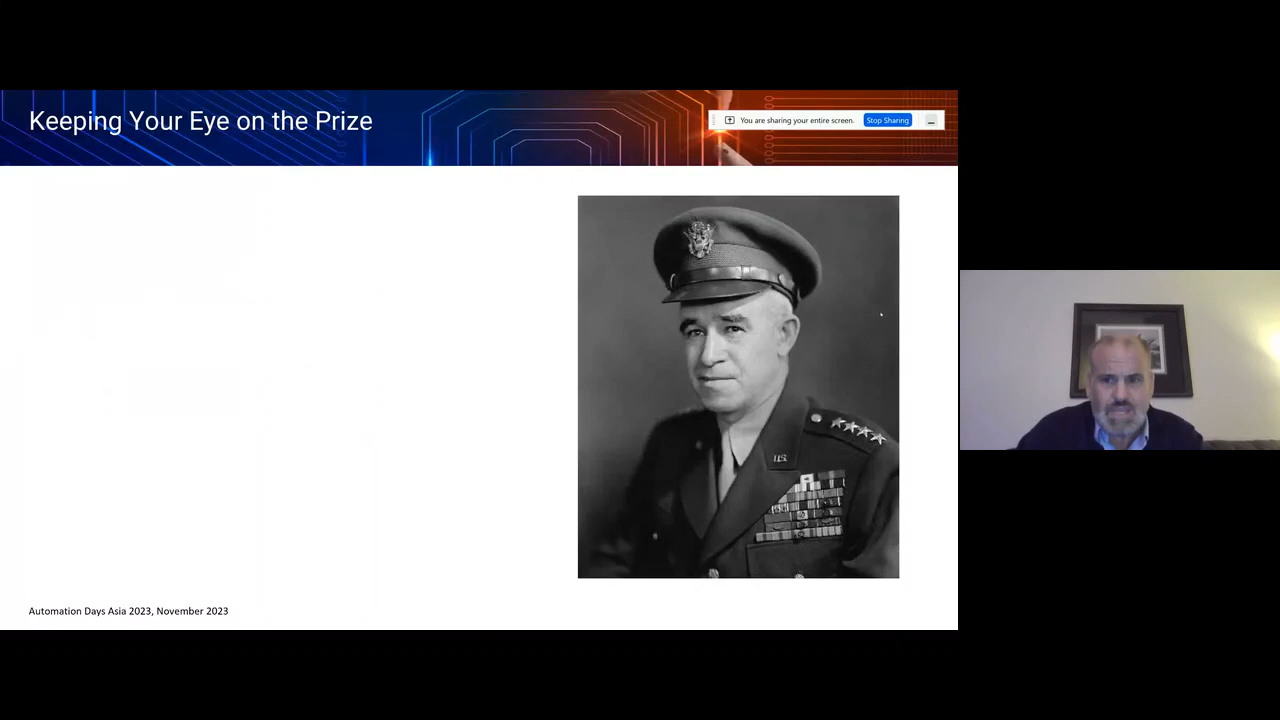 Keeping Your Eye on the Prize
You are sharing your entire screen.
Stop Sharing
U.S.
Automation Days Asia 2023, November 2023